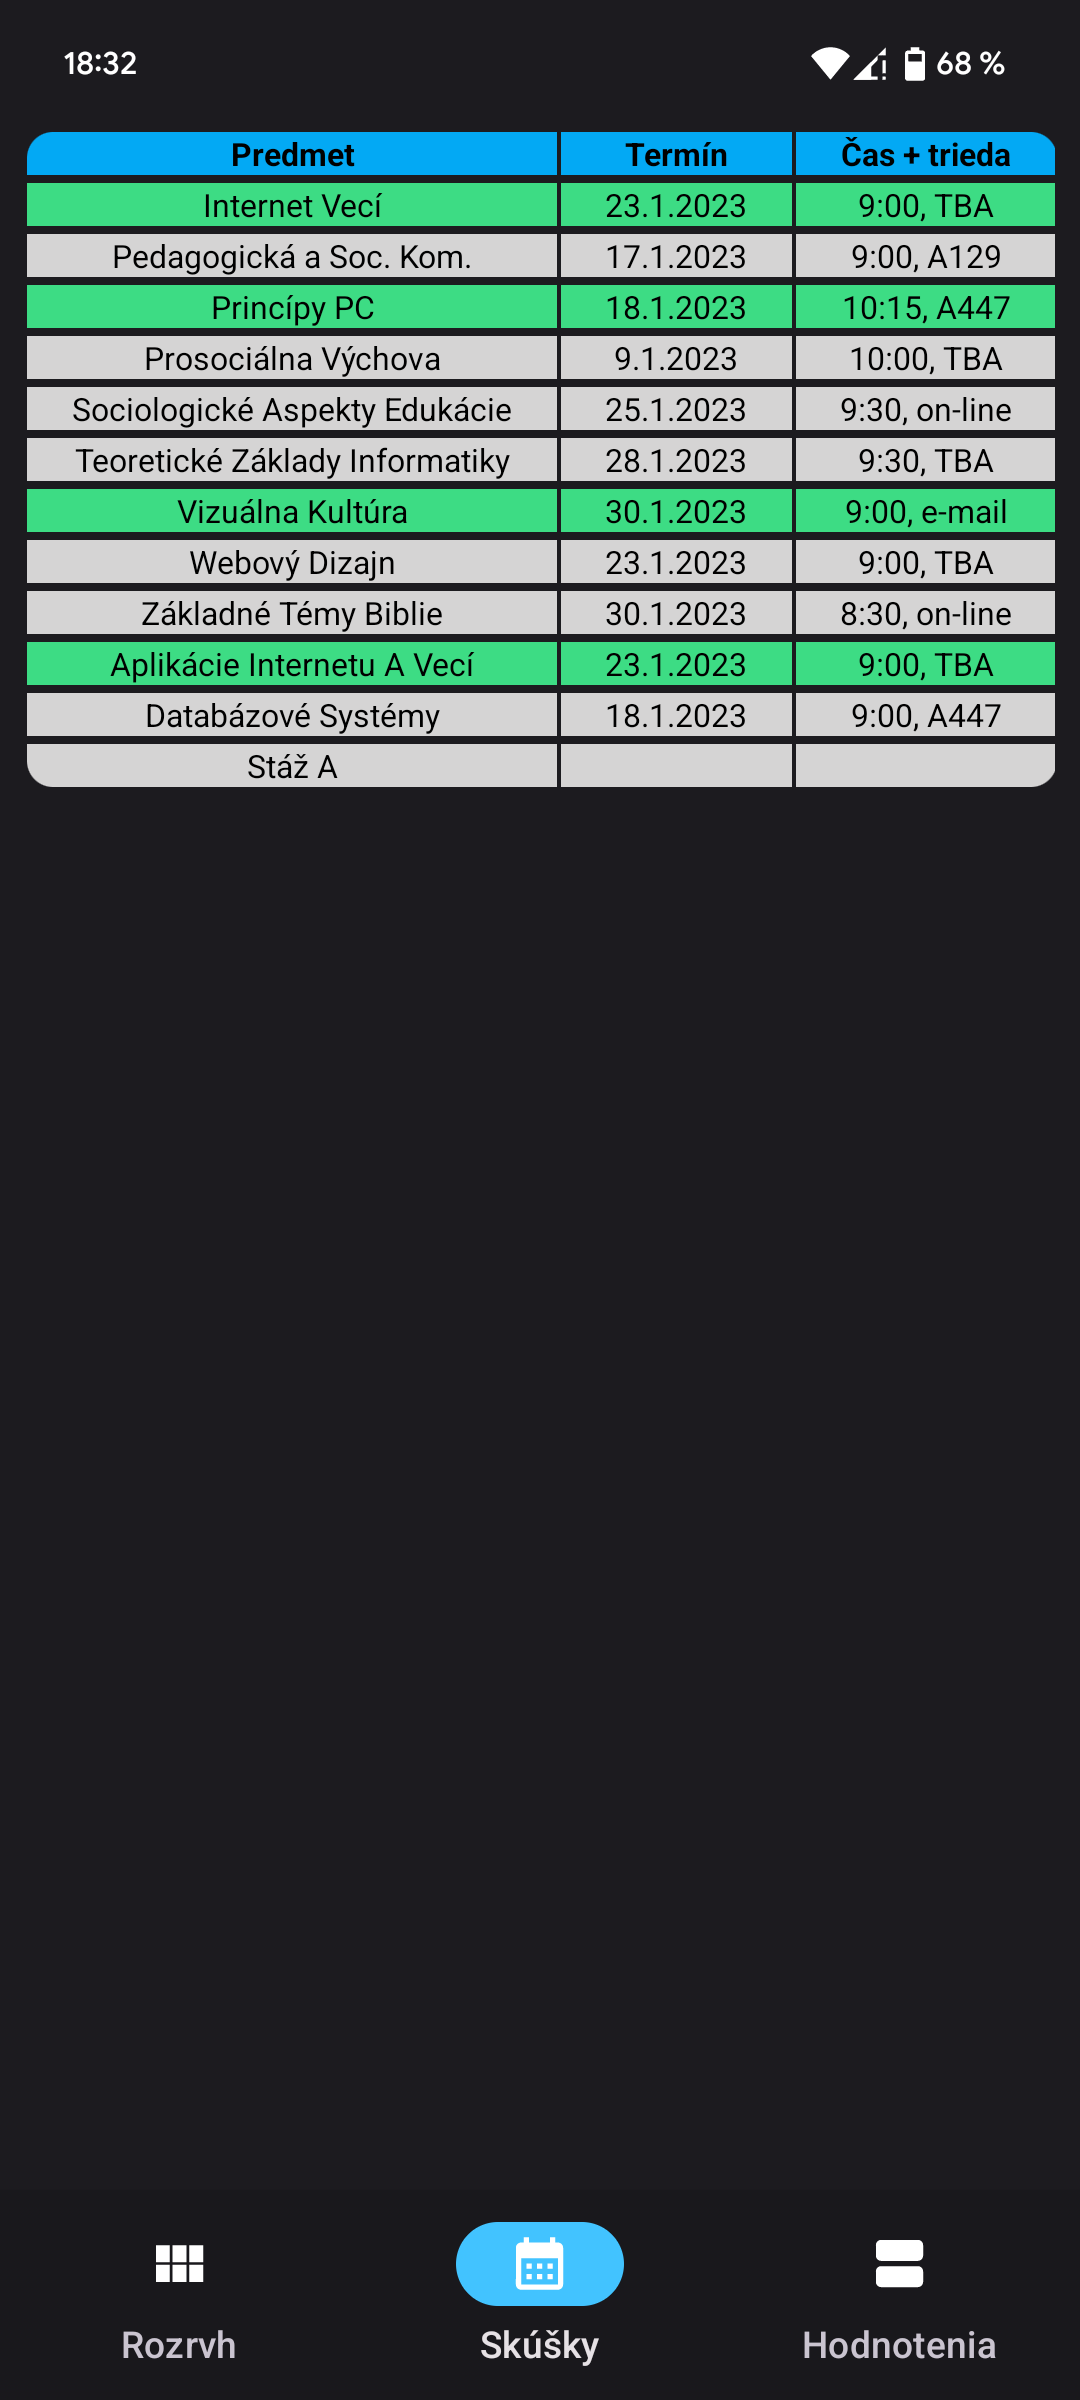 18:32 68 %
Predmet Termín Čas + trieda
Internet Vecí 23.1.2023 9:00, TBA
Pedagogická a Soc. Kom. 17.1.2023 9:00, A129
Princípy PC 18.1.2023 10:15, A447
Prosociálna Výchova 9.1.2023 10:00, TBA
Sociologické Aspekty Edukácie 25.1.2023 9:30, on-line
Teoretické Základy Informatiky 28.1.2023 9:30, TBA
Vizuálna Kultúra 30.1.2023 9:00, e-mail
Webový Dizajn 23.1.2023 9:00, TBA
Základné Témy Biblie 30.1.2023 8:30, on-line
Aplikácie Internetu A Vecí 23.1.2023 9:00, TBA
Databázové Systémy 18.1.2023 9:00, A447
Stáž A
Rozrvh Skúšky Hodnotenia